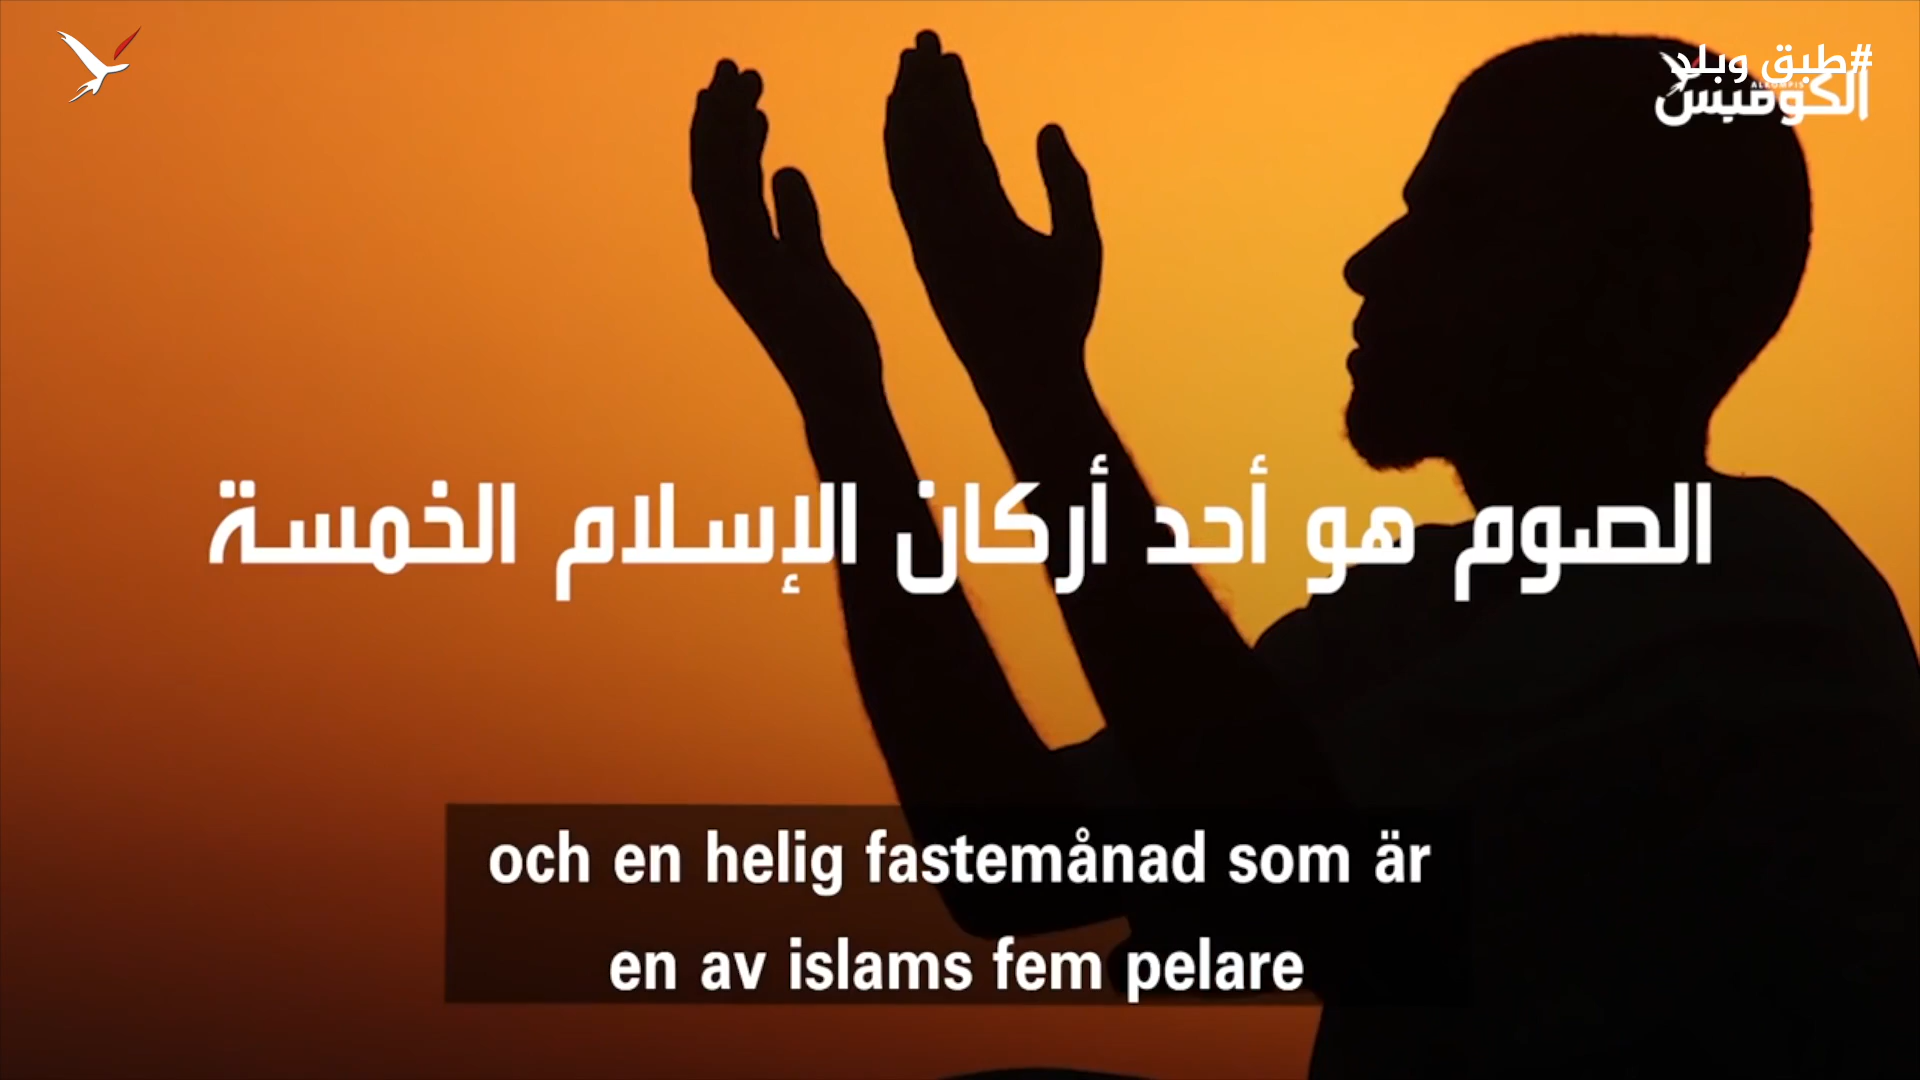 #طبق وبلد
الكومبس
ALKOMPIS
الصوم هو أحد أركان الإسلام الخمسة
och en helig fastemånad som är
en av islams fem pelare